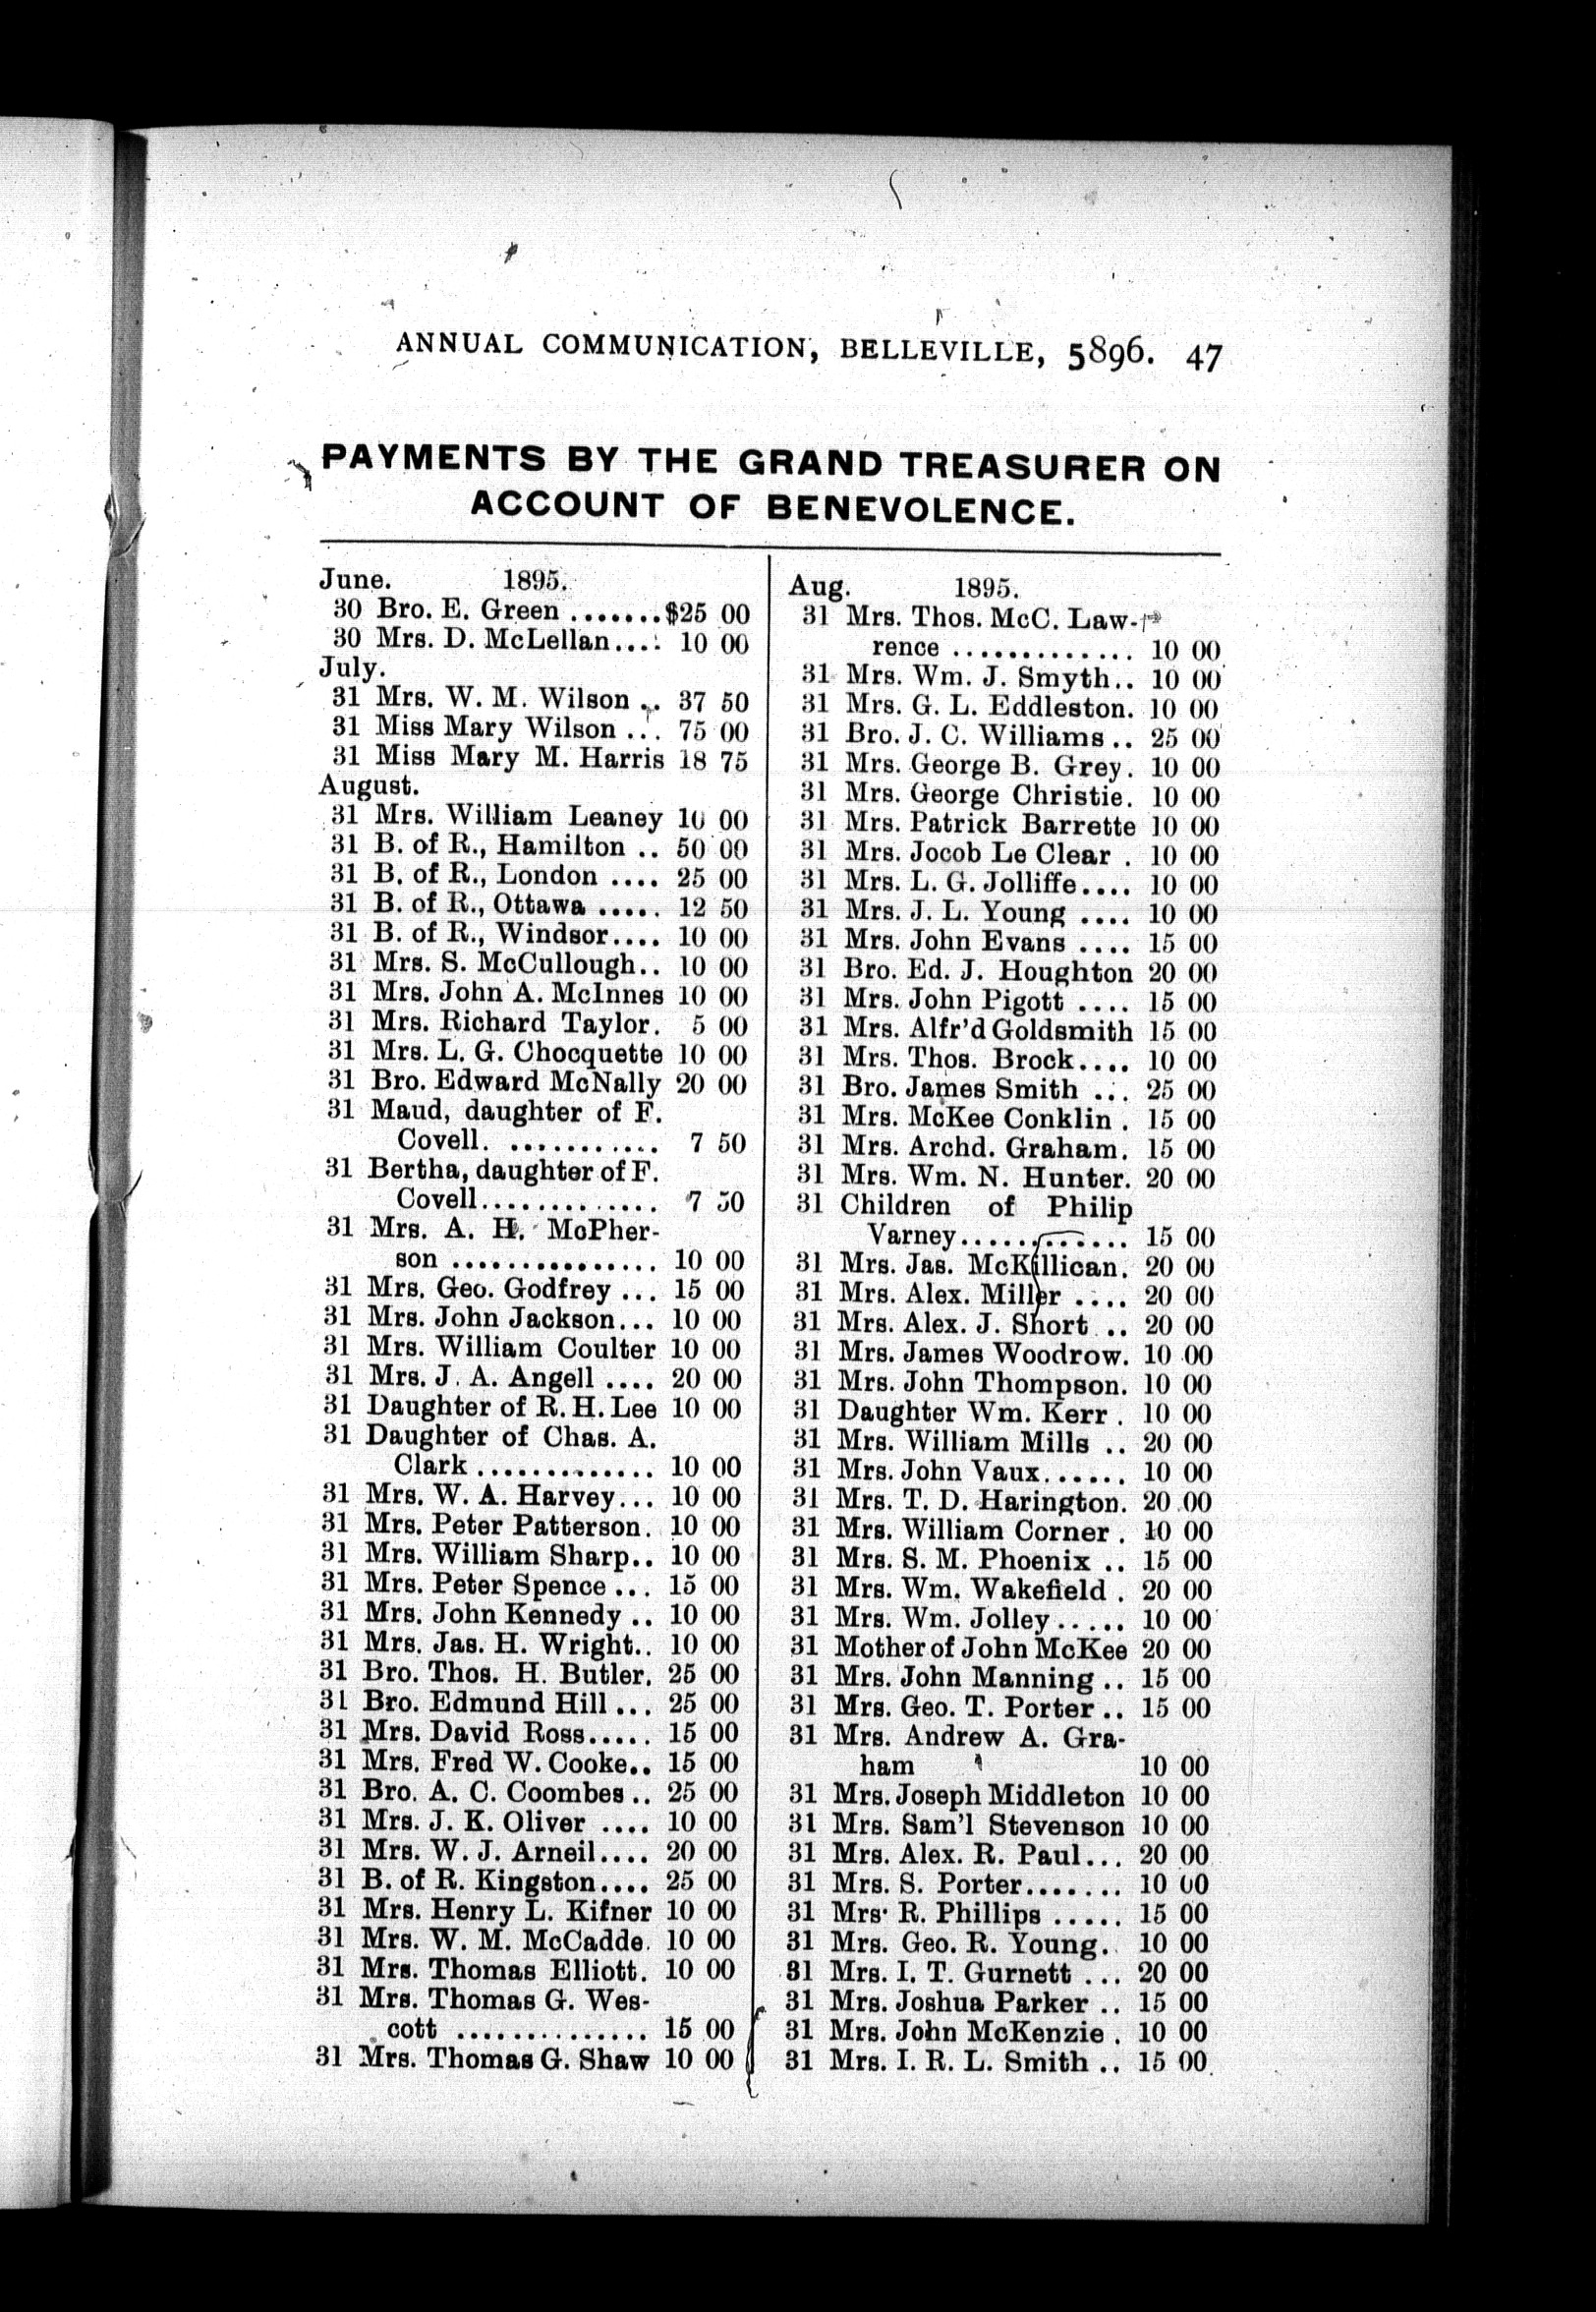 ANNUAL COMMUNICATION, BELLEVILLE, 5896. 47
PAYMENTS BY THE GRAND TREASURER ON
ACCOUNT OF BENEVOLENCE.
June. 1895.
30 Bro. E. Green ....... $25 00
30 Mrs. D. McLellan.... 10 00
July.
31 Mrs. W. M. Wilson .. 37 50
31 Miss Mary Wilson ... 75 00
31 Miss Mary M. Harris 18 75
August.
31 Mrs. William Leaney 10 00
31 B. of R., Hamilton .. 50 00
31 B. of R., London .... 25 00
31 B. of R., Ottawa ..... 12 50
31 B. of R., Windsor.... 10 00
31 Mrs. S. McCullough.. 10 00
31 Mrs. John A. McInnes 10 00
31 Mrs. Richard Taylor. 5 00
31 Mrs. L. G. Chocquette 10 00
31 Bro. Edward McNally 20 00
31 Maud, daughter of F.
Covell. ........... 7 50
31 Bertha, daughter of F.
Covell............. 7 50
31 Mrs. A. H. McPher-
son ............... 10 00
31 Mrs. Geo. Godfrey ... 15 00
31 Mrs. John Jackson... 10 00
31 Mrs. William Coulter 10 00
31 Mrs. J. A. Angell .... 20 00
31 Daughter of R. H. Lee 10 00
31 Daughter of Chas. A.
Clark ............. 10 00
31 Mrs. W. A. Harvey... 10 00
31 Mrs. Peter Patterson. 10 00
31 Mrs. William Sharp.. 10 00
31 Mrs. Peter Spence ... 15 00
31 Mrs. John Kennedy .. 10 00
31 Mrs. Jas. H. Wright.. 10 00
31 Bro. Thos. H. Butler. 25 00
31 Bro. Edmund Hill ... 25 00
31 Mrs. David Ross..... 15 00
31 Mrs. Fred W. Cooke.. 15 00
31 Bro. A. C. Coombes .. 25 00
31 Mrs. J. K. Oliver .... 10 00
31 Mrs. W. J. Arneil.... 20 00
31 B. of R. Kingston.... 25 00
31 Mrs. Henry L. Kifner 10 00
31 Mrs. W. M. McCadde. 10 00
31 Mrs. Thomas Elliott. 10 00
31 Mrs. Thomas G. Wes-
cott .............. 15 00
31 Mrs. Thomas G. Shaw 10 00
Aug. 1895.
31 Mrs. Thos. McC. Law-
rence ............. 10 00
31 Mrs. Wm. J. Smyth.. 10 00
31 Mrs. G. L. Eddleston. 10 00
31 Bro. J. C. Williams .. 25 00
31 Mrs. George B. Grey. 10 00
31 Mrs. George Christie. 10 00
31 Mrs. Patrick Barrette 10 00
31 Mrs. Jocob Le Clear . 10 00
31 Mrs. L. G. Jolliffe.... 10 00
31 Mrs. J. L. Young .... 10 00
31 Mrs. John Evans .... 15 00
31 Bro. Ed. J. Houghton 20 00
31 Mrs. John Pigott .... 15 00
31 Mrs. Alfr'd Goldsmith 15 00
31 Mrs. Thos. Brock.... 10 00
31 Bro. James Smith ... 25 00
31 Mrs. McKee Conklin . 15 00
31 Mrs. Archd. Graham. 15 00
31 Mrs. Wm. N. Hunter. 20 00
31 Children of Philip
Varney............ 15 00
31 Mrs. Jas. McKillican. 20 00
31 Mrs. Alex. Miller .... 20 00
31 Mrs. Alex. J. Short .. 20 00
31 Mrs. James Woodrow. 10 00
31 Mrs. John Thompson. 10 00
31 Daughter Wm. Kerr . 10 00
31 Mrs. William Mills .. 20 00
31 Mrs. John Vaux...... 10 00
31 Mrs. T. D. Harington. 20 00
31 Mrs. William Corner . 10 00
31 Mrs. S. M. Phoenix .. 15 00
31 Mrs. Wm. Wakefield . 20 00
31 Mrs. Wm. Jolley ..... 10 00
31 Mother of John McKee 20 00
31 Mrs. John Manning .. 15 00
31 Mrs. Geo. T. Porter .. 15 00
31 Mrs. Andrew A. Gra-
ham 10 00
31 Mrs. Joseph Middleton 10 00
31 Mrs. Sam'l Stevenson 10 00
31 Mrs. Alex. R. Paul... 20 00
31 Mrs. S. Porter....... 10 00
31 Mrs· R. Phillips ..... 15 00
31 Mrs. Geo. R. Young. 10 00
31 Mrs. I. T. Gurnett ... 20 00
31 Mrs. Joshua Parker .. 15 00
31 Mrs. John McKenzie . 10 00
31 Mrs. I. R. L. Smith .. 15 00